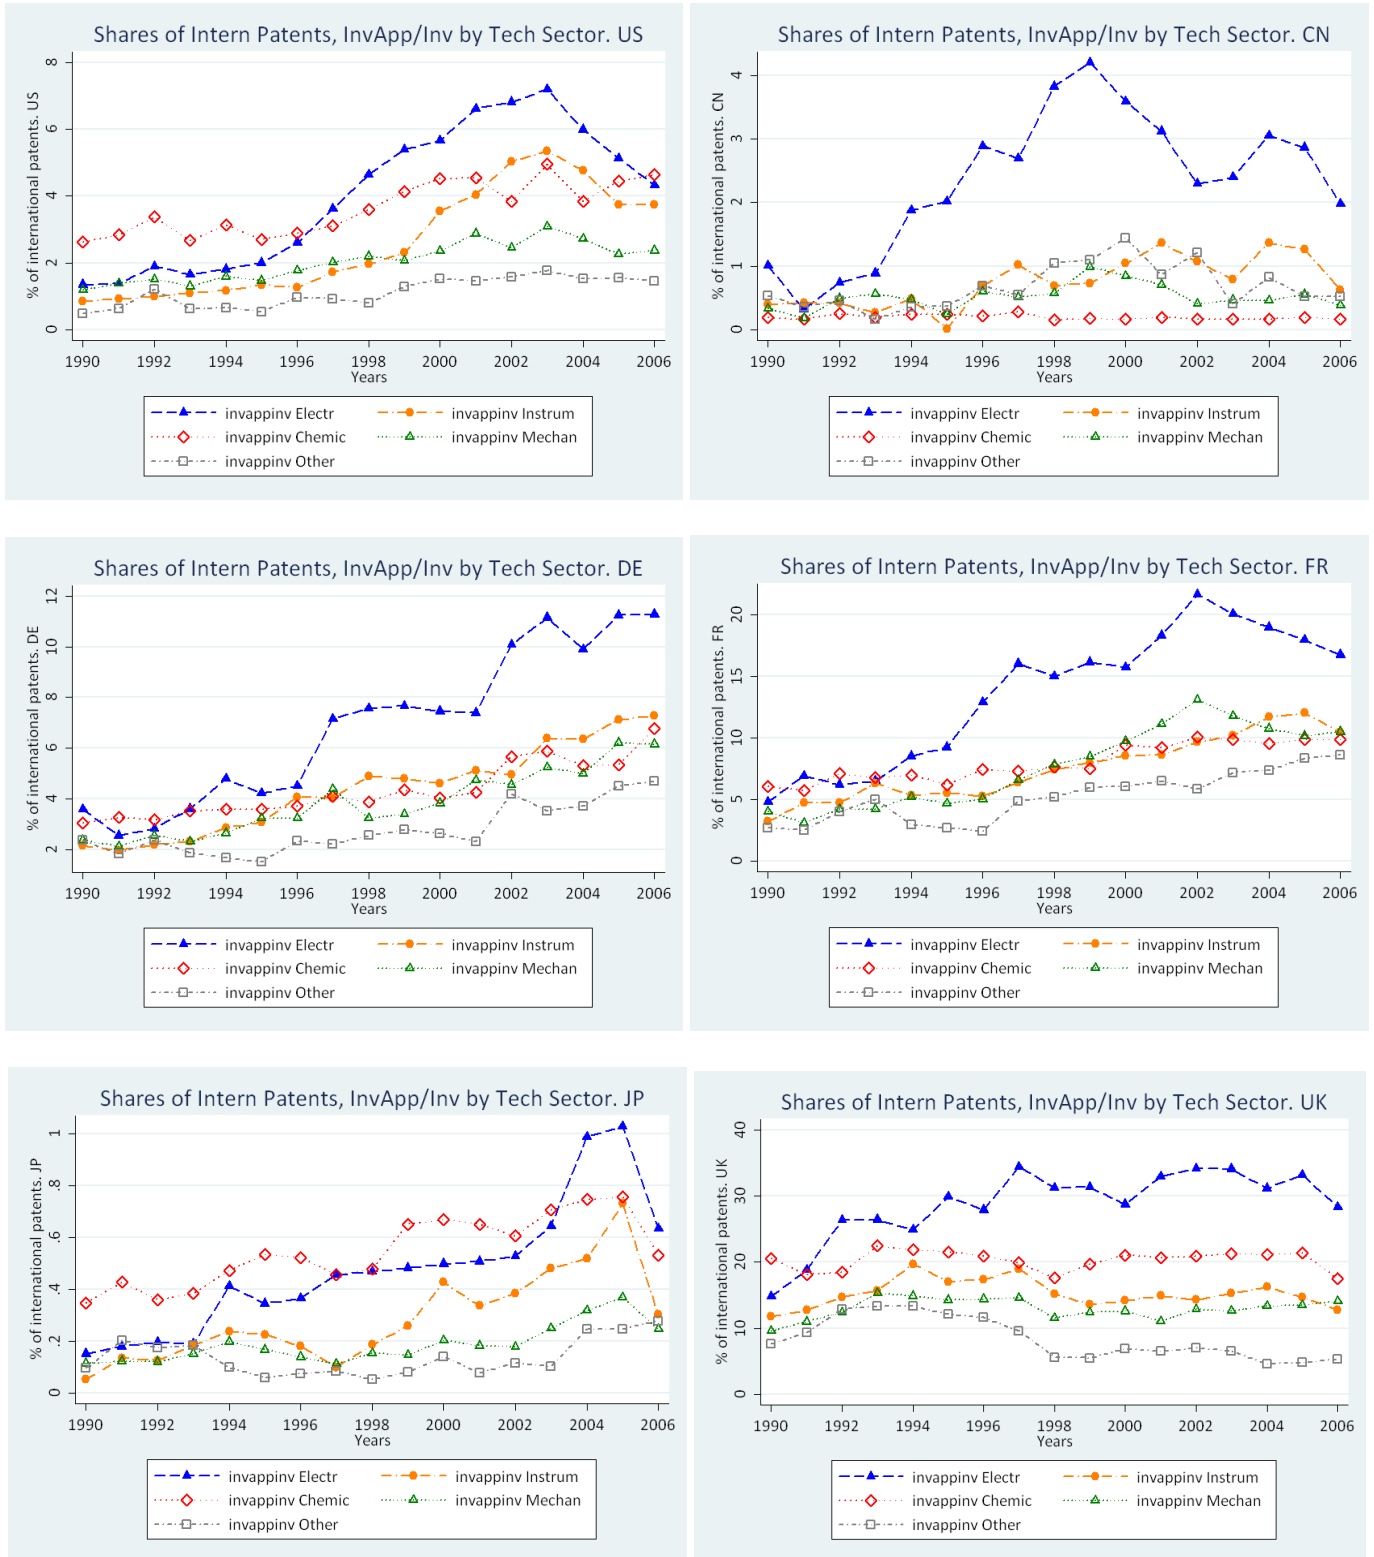 Shares of Intern Patents, InvApp/Inv by Tech Sector. US
% of international patents. US
8
6
4
2
0
1990 1992 1994 1996 1998 2000 2002 2004 2006
Years
invappinv Electr invappinv Instrum
invappinv Chemic invappinv Mechan
invappinv Other
Shares of Intern Patents, InvApp/Inv by Tech Sector. CN
% of international patents. CN
4
3
2
1
0
1990 1992 1994 1996 1998 2000 2002 2004 2006
Years
invappinv Electr invappinv Instrum
invappinv Chemic invappinv Mechan
invappinv Other
Shares of Intern Patents, InvApp/Inv by Tech Sector. DE
% of international patents. DE
12
10
8
6
4
2
1990 1992 1994 1996 1998 2000 2002 2004 2006
Years
invappinv Electr invappinv Instrum
invappinv Chemic invappinv Mechan
invappinv Other
Shares of Intern Patents, InvApp/Inv by Tech Sector. FR
% of international patents. FR
20
15
10
5
0
1990 1992 1994 1996 1998 2000 2002 2004 2006
Years
invappinv Electr invappinv Instrum
invappinv Chemic invappinv Mechan
invappinv Other
Shares of Intern Patents, InvApp/Inv by Tech Sector. JP
% of international patents. JP
1
.8
.6
.4
.2
0
1990 1992 1994 1996 1998 2000 2002 2004 2006
Years
invappinv Electr invappinv Instrum
invappinv Chemic invappinv Mechan
invappinv Other
Shares of Intern Patents, InvApp/Inv by Tech Sector. UK
% of international patents. UK
40
30
20
10
0
1990 1992 1994 1996 1998 2000 2002 2004 2006
Years
invappinv Electr invappinv Instrum
invappinv Chemic invappinv Mechan
invappinv Other